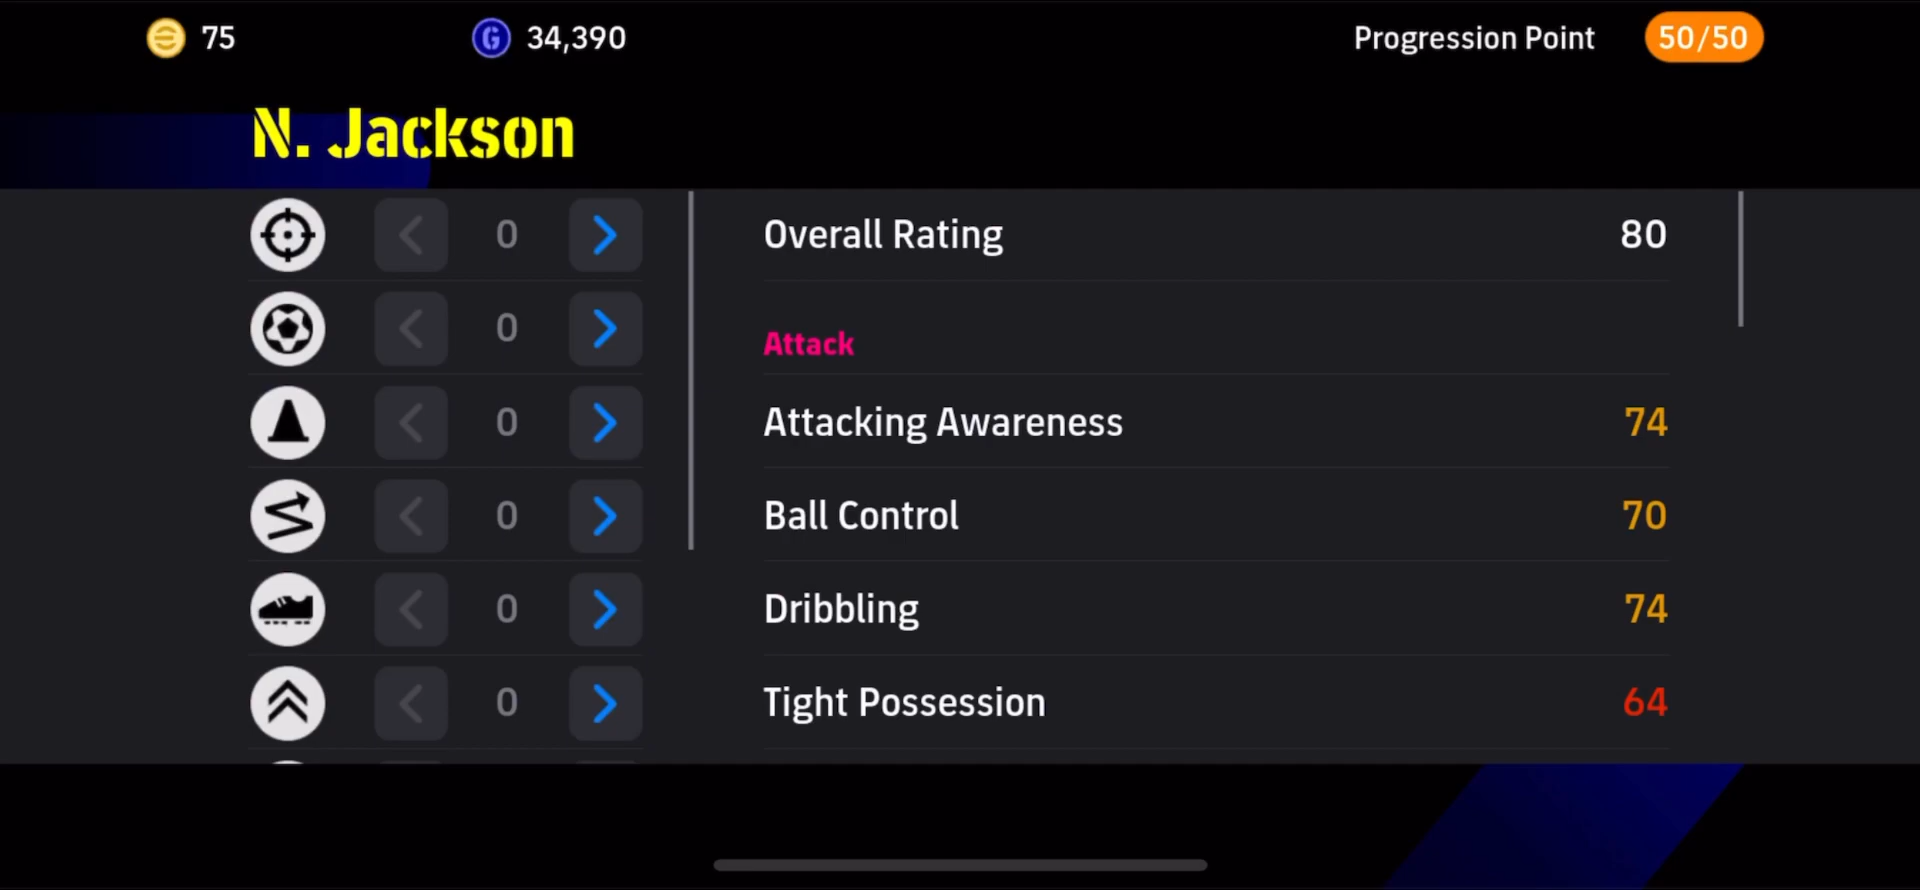 75
34,390
Progression Point
50/50
N. Jackson
0
Overall Rating 80
0
Attack
0
Attacking Awareness 74
0
Ball Control 70
0
Dribbling 74
0
Tight Possession 64